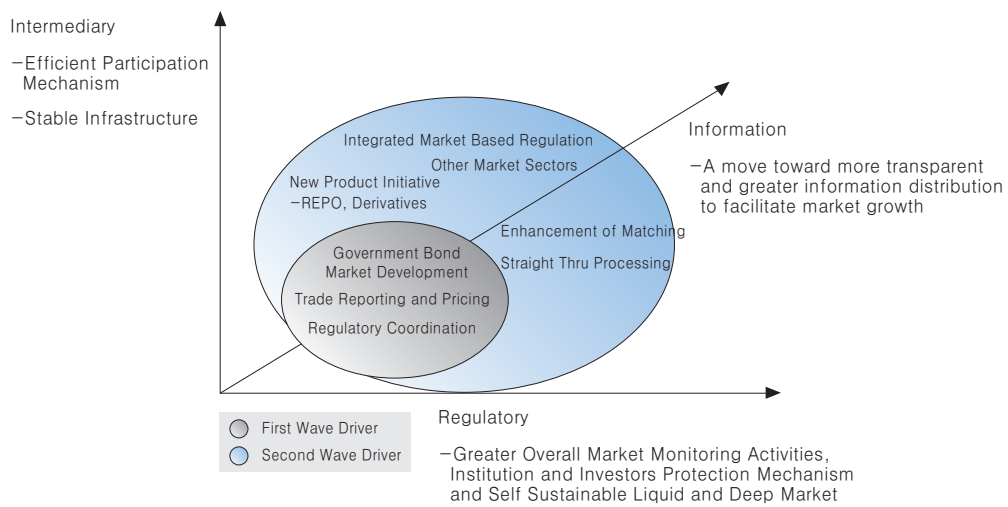 Intermediary
−Efficient Participation
Mechanism
−Stable Infrastructure
Integrated Market Based Regulation
Other Market Sectors
New Product Initiative
−REPO, Derivatives
Enhancement of Matching
Straight Thru Processing
Government Bond
Market Development
Trade Reporting and Pricing
Regulatory Coordination
Information
−A move toward more transparent
and greater information distribution
to facilitate market growth
First Wave Driver
Second Wave Driver
Regulatory
−Greater Overall Market Monitoring Activities,
Institution and Investors Protection Mechanism
and Self Sustainable Liquid and Deep Market